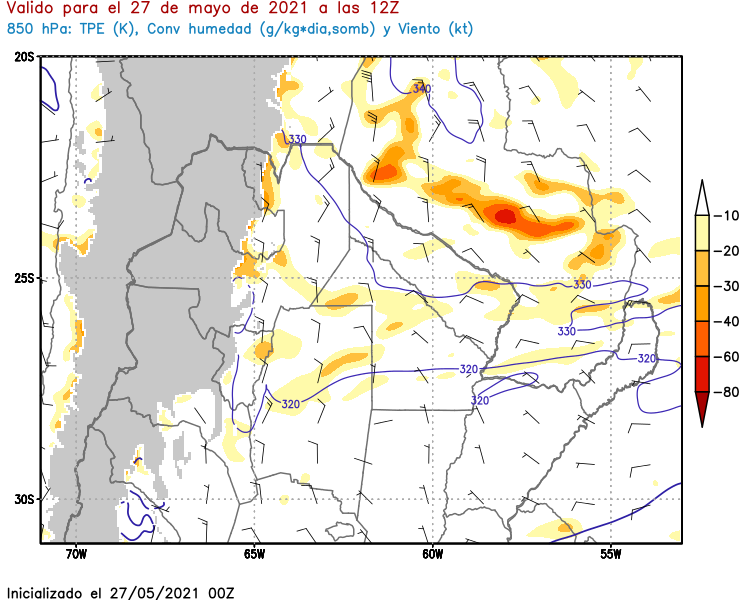 Valido para el 27 de mayo de 2021 a las 12Z
850 hPa: TPE (K), Conv humedad (g/kg*dia,somb) y Viento (kt)
20S
340
330
-10
-20
25S
330
-30
-40
330
320
-60
320
-80
320
320
30S
70W 65W 60W 55W
Inicializado el 27/05/2021 00Z